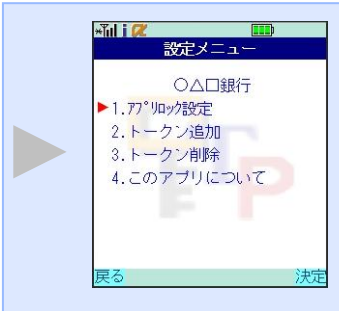 i α
設定メニュー
○△□銀行
1.ｱﾌﾟﾘﾛｯｸ設定
2.トークン追加
3.トークン削除
4.このアプリについて
戻る 決定